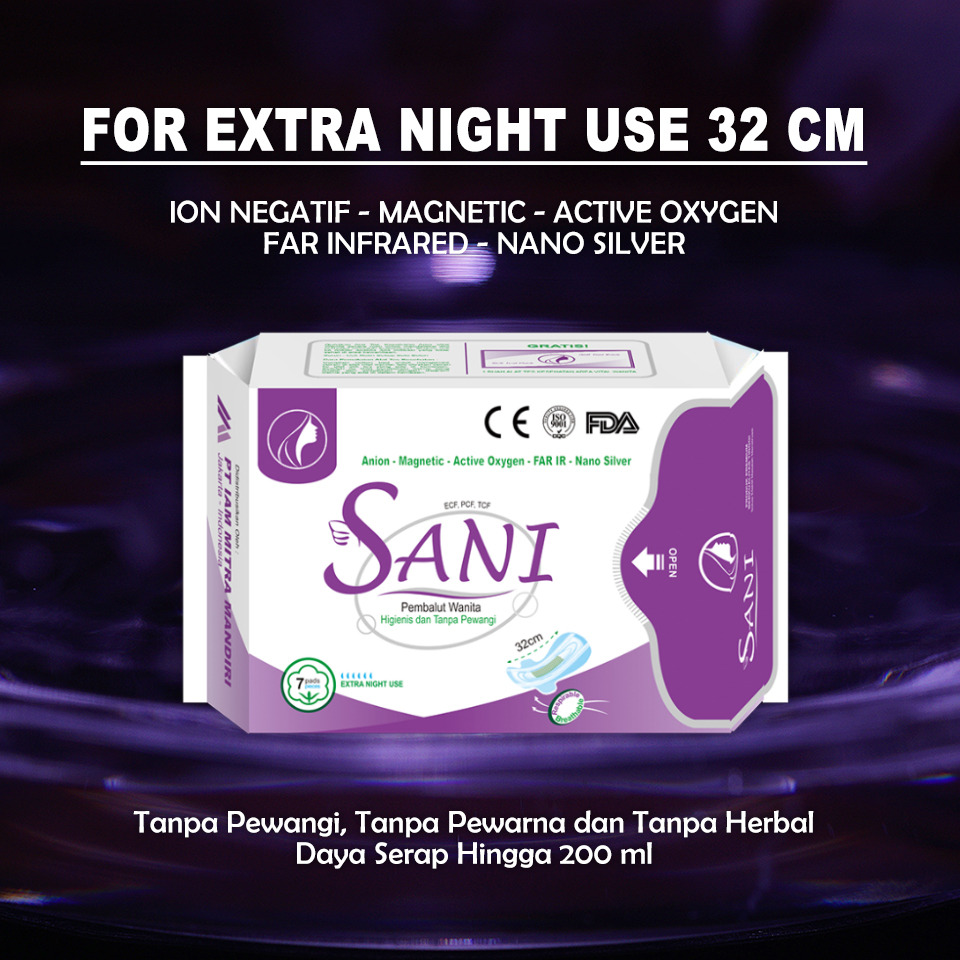 FOR EXTRA NIGHT USE 32 CM
ION NEGATIF - MAGNETIC - ACTIVE OXYGEN
FAR INFRARED - NANO SILVER
GRATIS!
CE ISO 9001 FDA
Anion - Magnetic - Active Oxygen - FAR IR - Nano Silver
ECF, PCF, TCF
SANI
Pembalut Wanita
Higienis dan Tanpa Pewangi
32cm
7 pads
EXTRA NIGHT USE
Breathable
OPEN
SANI
Didistribusikan Oleh :
PT IAM MITRA MANDIRI
Jakarta - Indonesia
Tanpa Pewangi, Tanpa Pewarna dan Tanpa Herbal
Daya Serap Hingga 200 ml